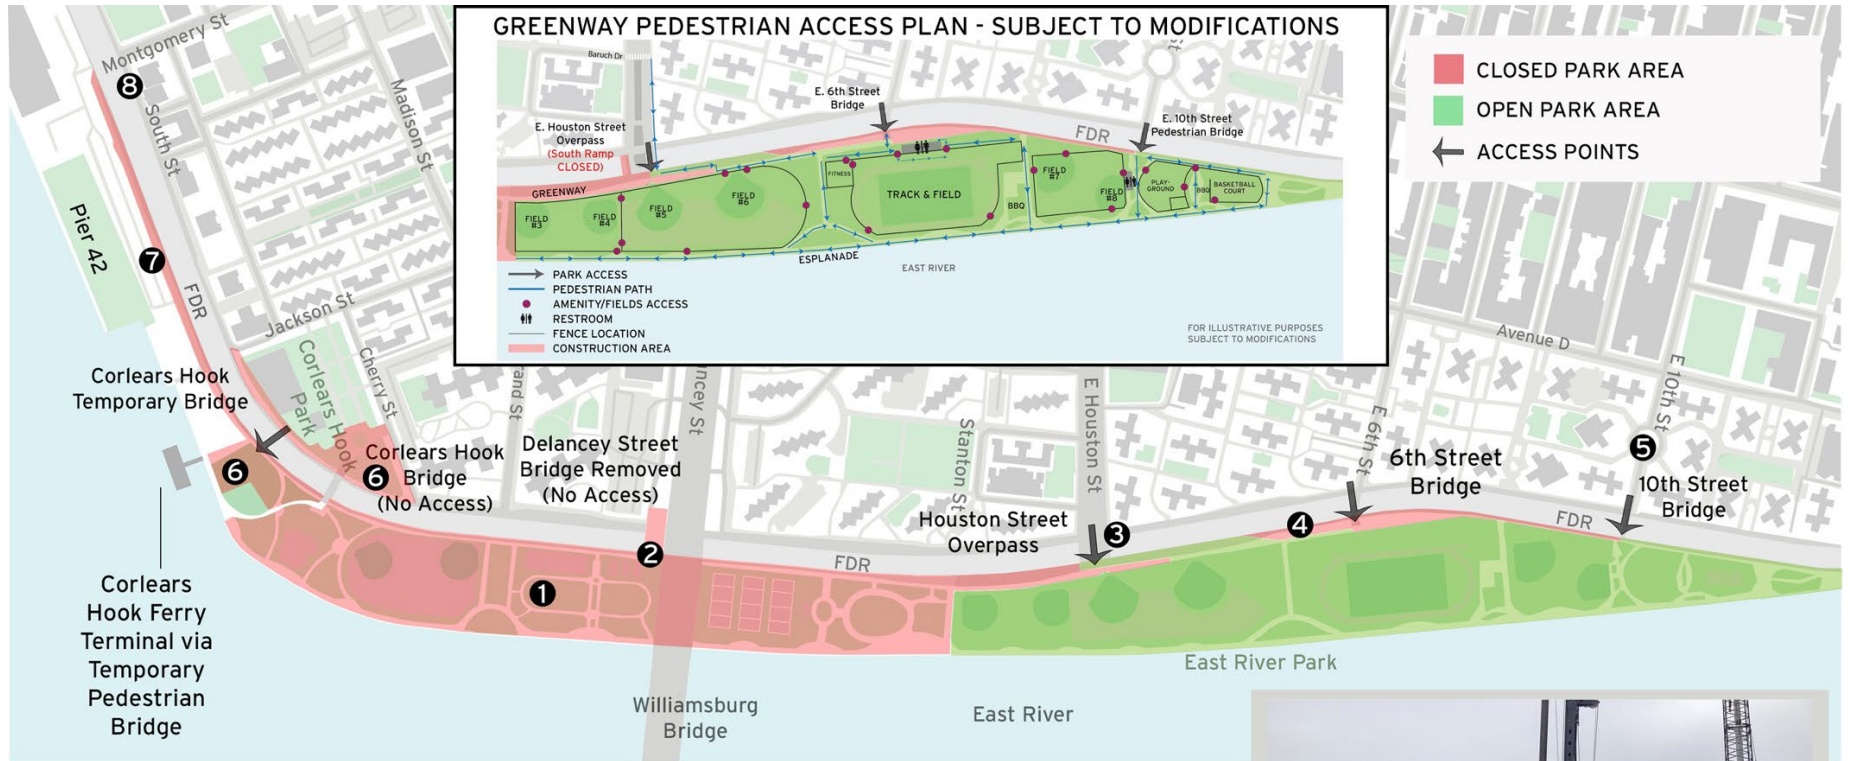 GREENWAY PEDESTRIAN ACCESS PLAN - SUBJECT TO MODIFICATIONS
Baruch Dr
E. 6th Street
Bridge
E. Houston Street
Overpass
(South Ramp
CLOSED)
E. 10th Street
Pedestrian Bridge
FDR
GREENWAY
FIELD
#3
FIELD
#4
FIELD
#5
FIELD
#6
FITNESS
TRACK & FIELD
BBQ
FIELD
#7
FIELD
#8
PLAY-
GROUND
BBQ
BASKETBALL
COURT
ESPLANADE
EAST RIVER
PARK ACCESS
PEDESTRIAN PATH
AMENITY/FIELDS ACCESS
RESTROOM
FENCE LOCATION
CONSTRUCTION AREA
FOR ILLUSTRATIVE PURPOSES
SUBJECT TO MODIFICATIONS
CLOSED PARK AREA
OPEN PARK AREA
ACCESS POINTS
Montgomery St
8
South St
Madison St
Pier 42
7
FDR
Jackson St
Corlears Hook
Park
Cherry St
Corlears Hook
Temporary Bridge
6
Corlears Hook
6
Bridge
(No Access)
Delancey Street
Bridge Removed
(No Access)
2
1
FDR
Stanton St
E Houston St
Houston Street
Overpass
3
4
E 6th St
6th Street
Bridge
Avenue D
E 10th St
5
10th Street
Bridge
FDR
Corlears
Hook Ferry
Terminal via
Temporary
Pedestrian
Bridge
Williamsburg
Bridge
East River
East River Park